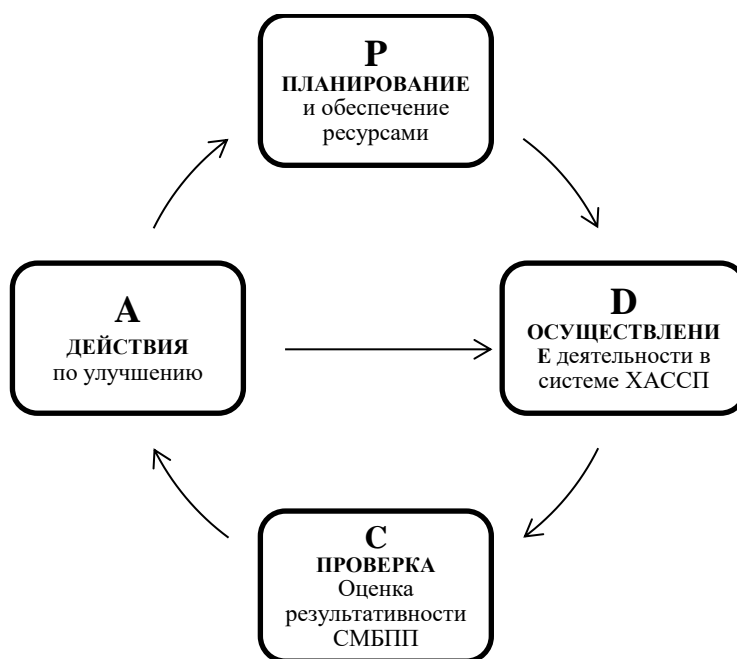 P
ПЛАНИРОВАНИЕ
и обеспечение
ресурсами
A
ДЕЙСТВИЯ
по улучшению
D
ОСУЩЕСТВЛЕНИ
Е деятельности в
системе ХАССП
C
ПРОВЕРКА
Оценка
результативности
СМБПП